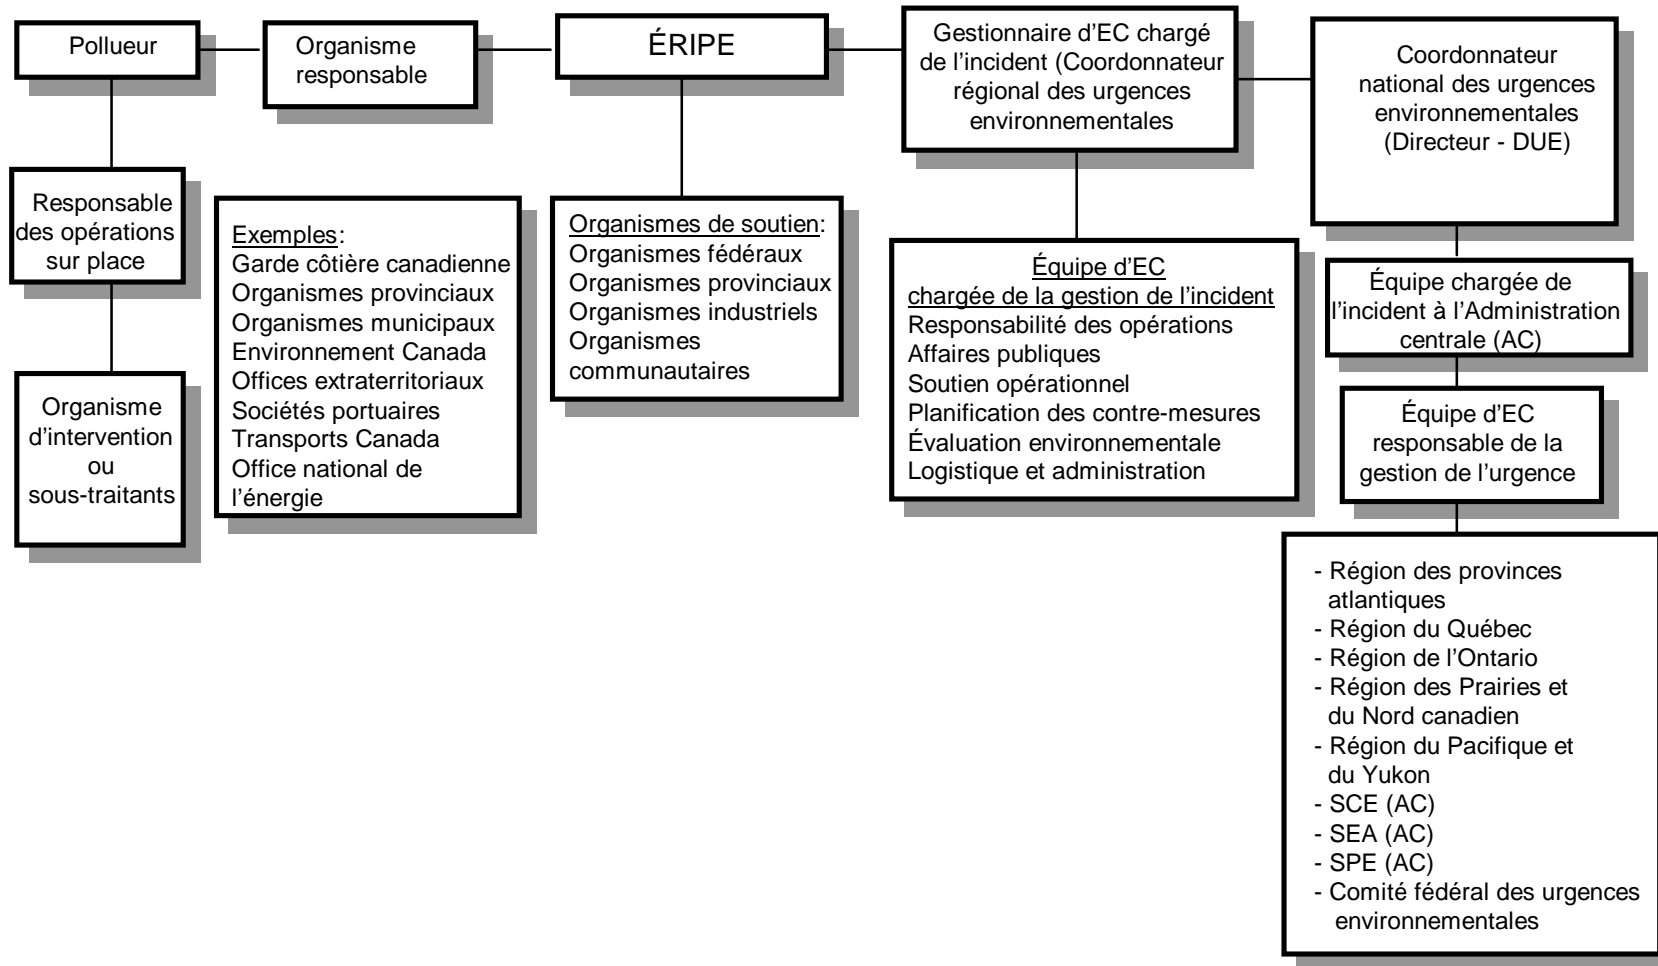 Pollueur
Organisme
responsable
ÉRIPE
Gestionnaire d'EC chargé
de l'incident (Coordonnateur
régional des urgences
environnementales
Coordonnateur
national des urgences
environnementales
(Directeur - DUE)
Responsable
des opérations
sur place
Exemples:
Garde côtière canadienne
Organismes provinciaux
Organismes municipaux
Environnement Canada
Offices extraterritoriaux
Sociétés portuaires
Transports Canada
Office national de
l'énergie
Organismes de soutien:
Organismes fédéraux
Organismes provinciaux
Organismes industriels
Organismes
communautaires
Équipe d'EC
chargée de la gestion de l'incident
Responsabilité des opérations
Affaires publiques
Soutien opérationnel
Planification des contre-mesures
Évaluation environnementale
Logistique et administration
Équipe chargée de
l'incident à l'Administration
centrale (AC)
Organisme
d'intervention
ou
sous-traitants
Équipe d'EC
responsable de la
gestion de l'urgence
- Région des provinces
atlantiques
- Région du Québec
- Région de l'Ontario
- Région des Prairies et
du Nord canadien
- Région du Pacifique et
du Yukon
- SCE (AC)
- SEA (AC)
- SPE (AC)
- Comité fédéral des urgences
environnementales